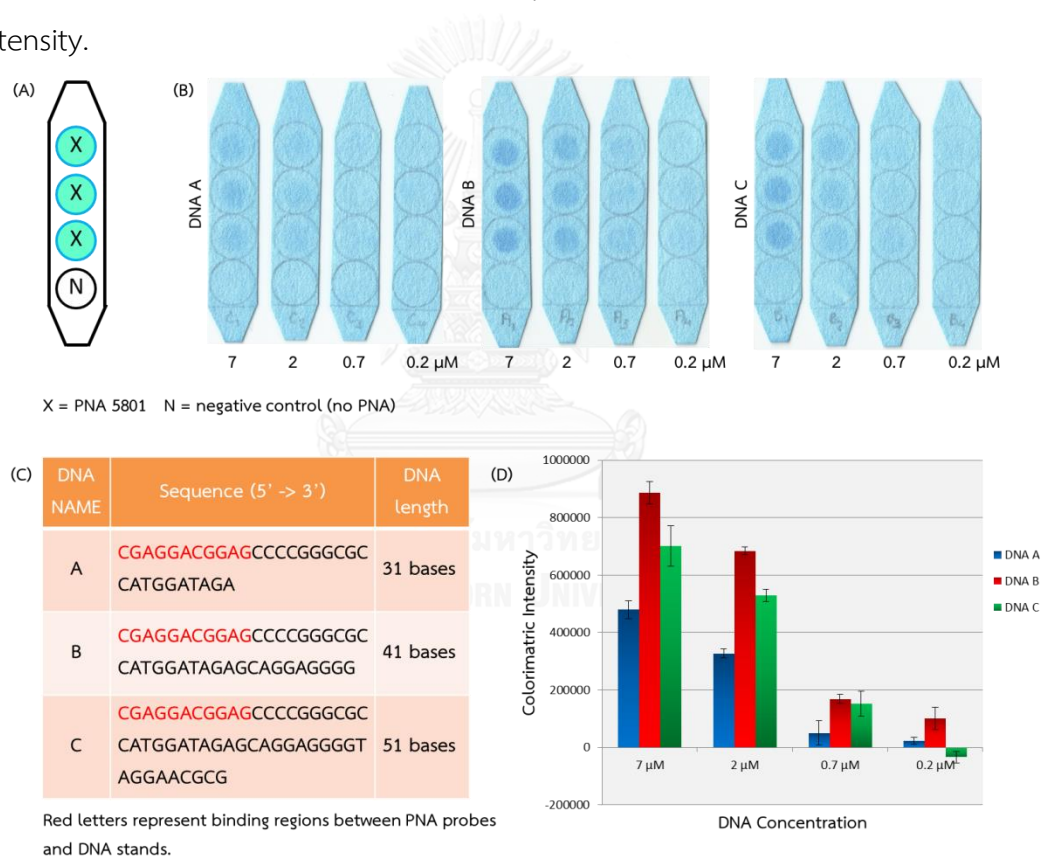 tensity.
(A)
X
X
X
N
(B)
DNA A
7 2 0.7 0.2 µM
DNA B
7 2 0.7 0.2 µM
DNA C
7 2 0.7 0.2 µM
X = PNA 5801 N = negative control (no PNA)
(C)
DNA NAME
Sequence (5' -> 3')
DNA length
A
CGAGGACGGAGCCCCGGGCGC
CATGGATAGA
31 bases
B
CGAGGACGGAGCCCCGGGCGC
CATGGATAGAGCAGGAGGGG
41 bases
C
CGAGGACGGAGCCCCGGGCGC
CATGGATAGAGCAGGAGGGGT
AGGAACGCG
51 bases
Red letters represent binding regions between PNA probes
and DNA stands.
(D)
Colorimatric Intensity
1000000
800000
600000
400000
200000
0
-200000
7 µM 2 µM 0.7 µM 0.2 µM
DNA Concentration
DNA A
DNA B
DNA C